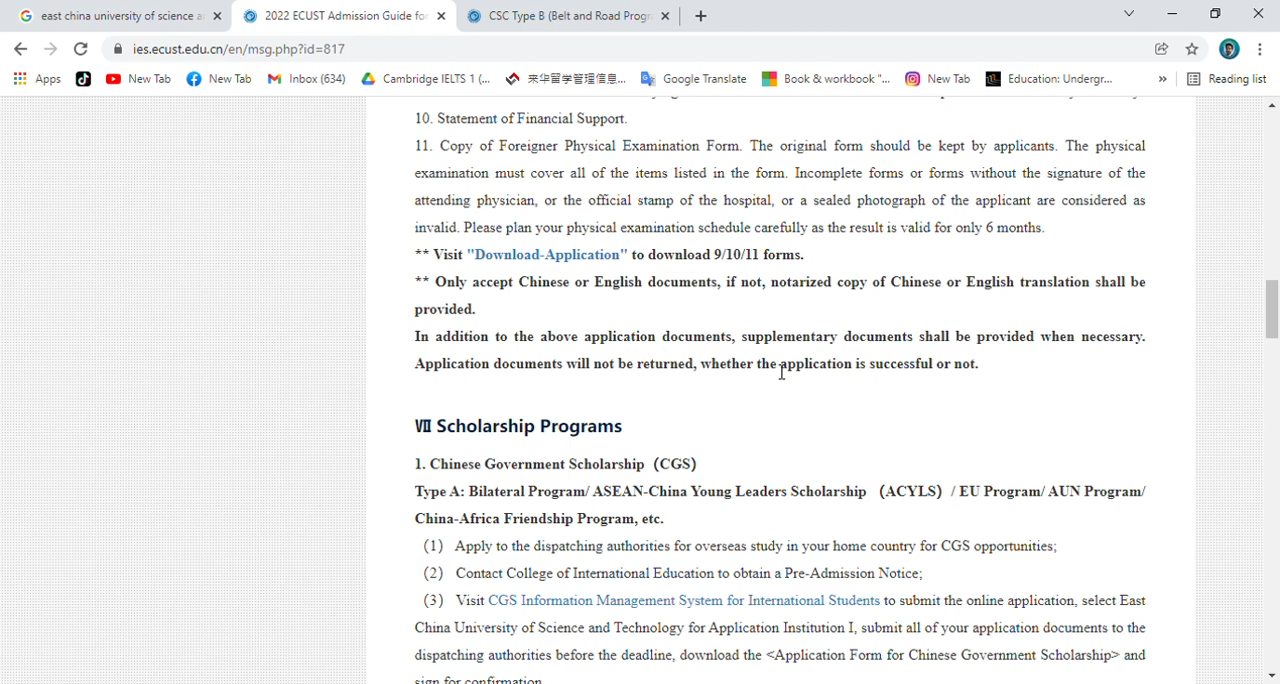 east china university of science a
2022 ECUST Admission Guide fo
CSC Type B (Belt and Road Progr
ies.ecust.edu.cn/en/msg.php?id=817
Apps
New Tab
New Tab
Inbox (634)
Cambridge IELTS 1 (...
来华留学管理信息...
Google Translate
Book & workbook "...
New Tab
Education: Undergr...
»
Reading list
10. Statement of Financial Support.
11. Copy of Foreigner Physical Examination Form. The original form should be kept by applicants. The physical
examination must cover all of the items listed in the form. Incomplete forms or forms without the signature of the
attending physician, or the official stamp of the hospital, or a sealed photograph of the applicant are considered as
invalid. Please plan your physical examination schedule carefully as the result is valid for only 6 months.
** Visit "Download-Application" to download 9/10/11 forms.
** Only accept Chinese or English documents, if not, notarized copy of Chinese or English translation shall be
provided.
In addition to the above application documents, supplementary documents shall be provided when necessary.
Application documents will not be returned, whether the application is successful or not.
Ⅶ Scholarship Programs
1. Chinese Government Scholarship（CGS）
Type A: Bilateral Program/ ASEAN-China Young Leaders Scholarship （ACYLS）/ EU Program/ AUN Program/
China-Africa Friendship Program, etc.
（1） Apply to the dispatching authorities for overseas study in your home country for CGS opportunities;
（2） Contact College of International Education to obtain a Pre-Admission Notice;
（3） Visit CGS Information Management System for International Students to submit the online application, select East
China University of Science and Technology for Application Institution I, submit all of your application documents to the
dispatching authorities before the deadline, download the <Application Form for Chinese Government Scholarship> and
sign for confirmation.